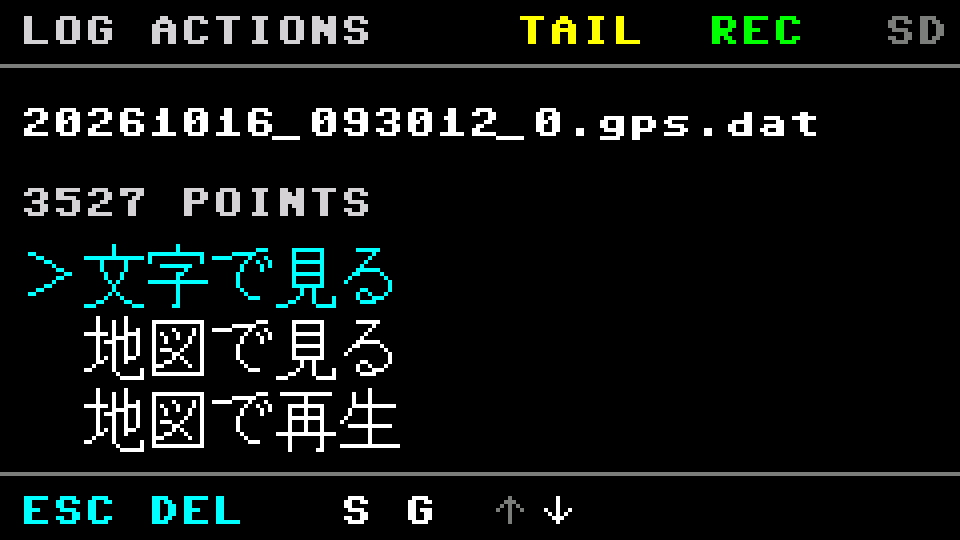 LOG ACTIONS TAIL REC SD
20261016_093012_0.gps.dat
3527 POINTS
>文字で見る
地図で見る
地図で再生
ESC DEL S G ↑↓